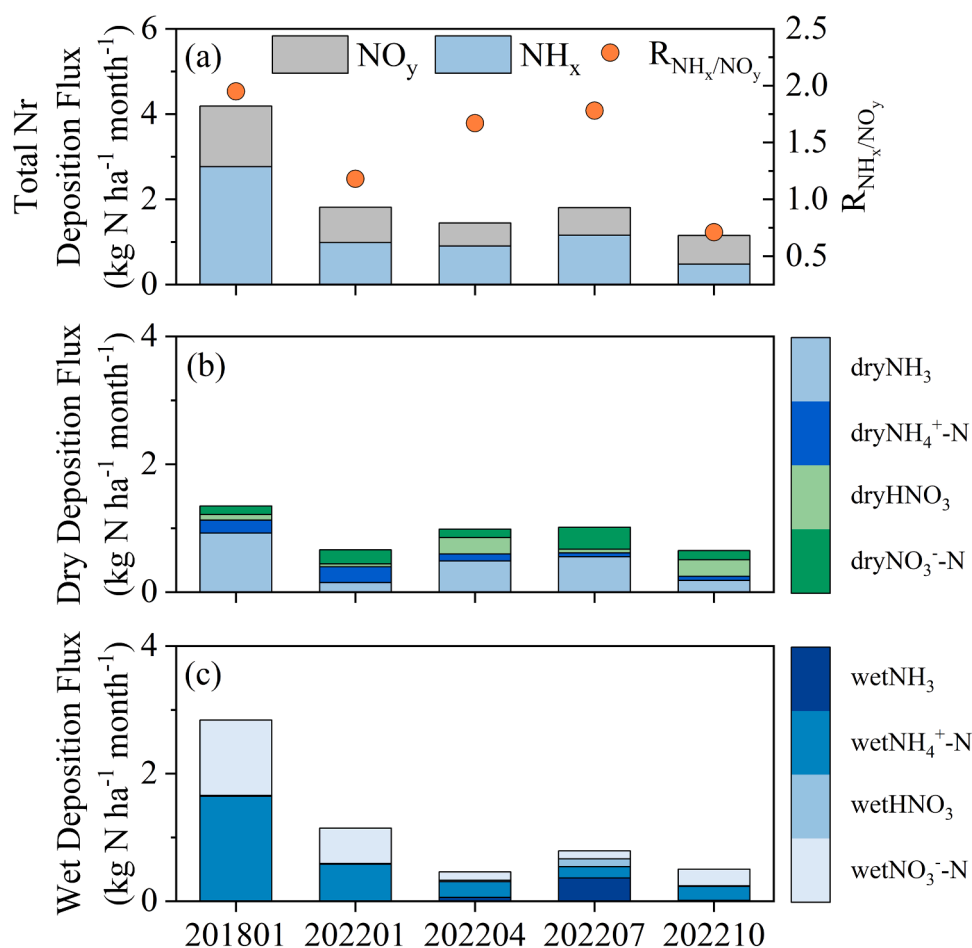 (a)
NOy
NHx
R NHx/NOy
Total Nr
Deposition Flux
(kg N ha-1 month-1)
6
4
2
0
2.5
2.0
1.5
1.0
0.5
R NHx/NOy
(b)
Dry Deposition Flux
(kg N ha-1 month-1)
4
2
0
dryNH3
dryNH4+-N
dryHNO3
dryNO3--N
(c)
Wet Deposition Flux
(kg N ha-1 month-1)
4
2
0
wetNH3
wetNH4+-N
wetHNO3
wetNO3--N
201801 202201 202204 202207 202210